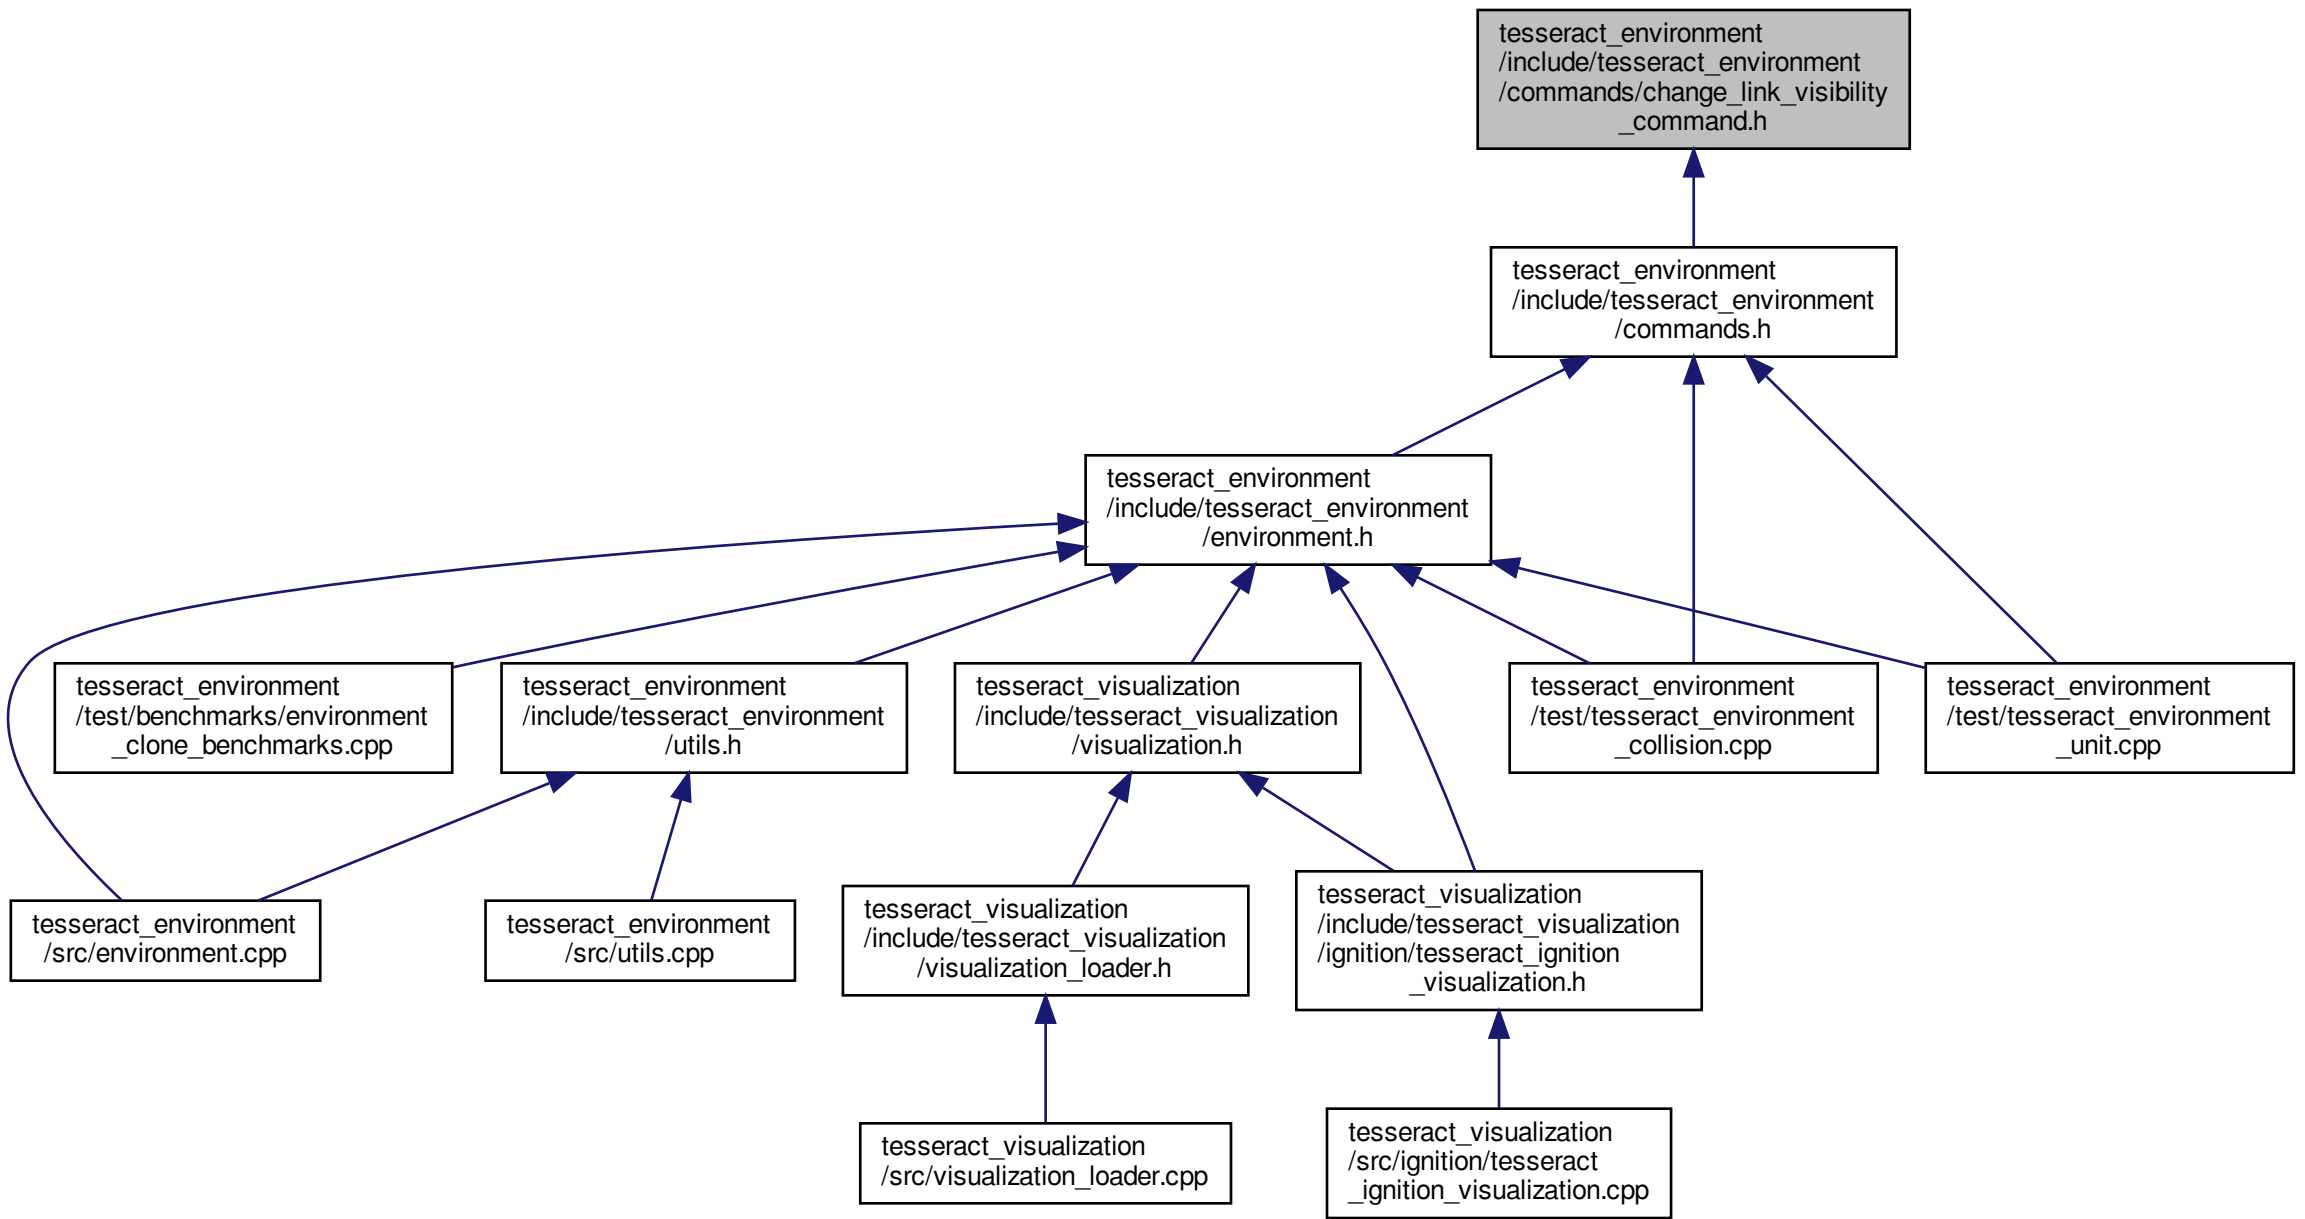 tesseract_environment
/include/tesseract_environment
/commands/change_link_visibility
_command.h
tesseract_environment
/include/tesseract_environment
/commands.h
tesseract_environment
/include/tesseract_environment
/environment.h
tesseract_environment
/test/benchmarks/environment
_clone_benchmarks.cpp
tesseract_environment
/include/tesseract_environment
/utils.h
tesseract_visualization
/include/tesseract_visualization
/visualization.h
tesseract_environment
/test/tesseract_environment
_collision.cpp
tesseract_environment
/test/tesseract_environment
_unit.cpp
tesseract_environment
/src/environment.cpp
tesseract_environment
/src/utils.cpp
tesseract_visualization
/include/tesseract_visualization
/visualization_loader.h
tesseract_visualization
/include/tesseract_visualization
/ignition/tesseract_ignition
_visualization.h
tesseract_visualization
/src/visualization_loader.cpp
tesseract_visualization
/src/ignition/tesseract
_ignition_visualization.cpp